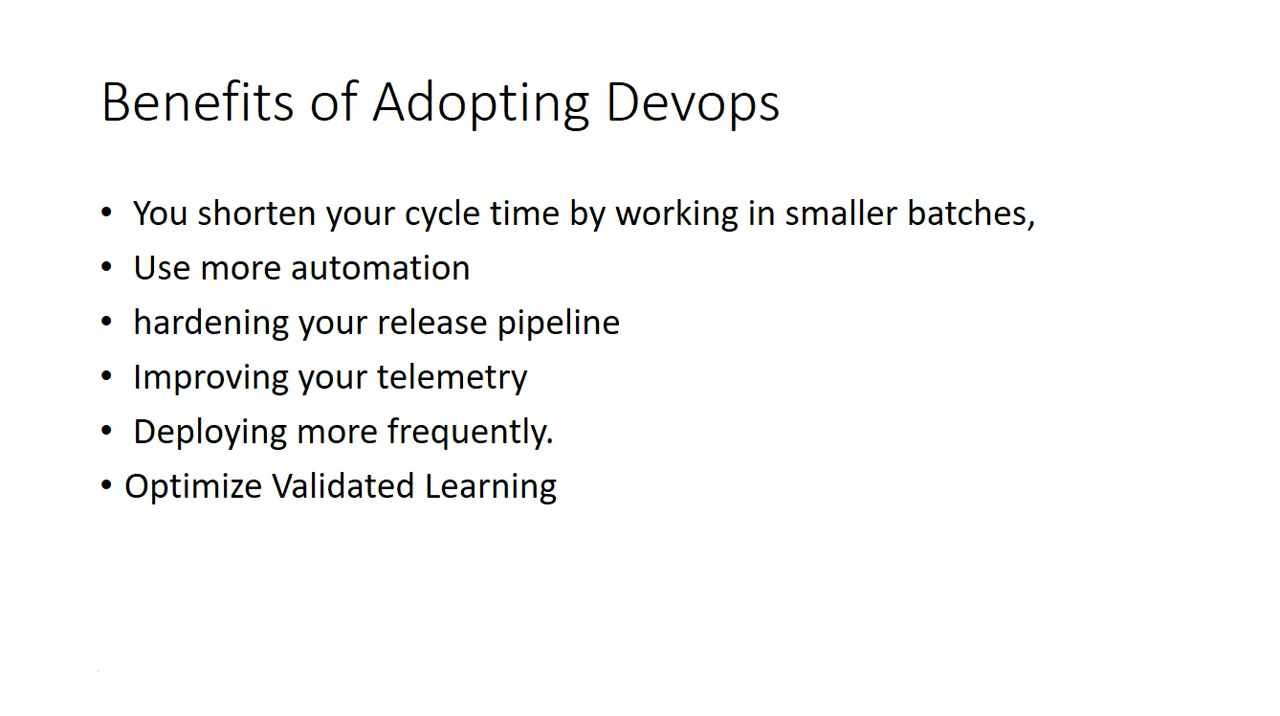 Benefits of Adopting Devops
• You shorten your cycle time by working in smaller batches,
• Use more automation
• hardening your release pipeline
• Improving your telemetry
• Deploying more frequently.
• Optimize Validated Learning